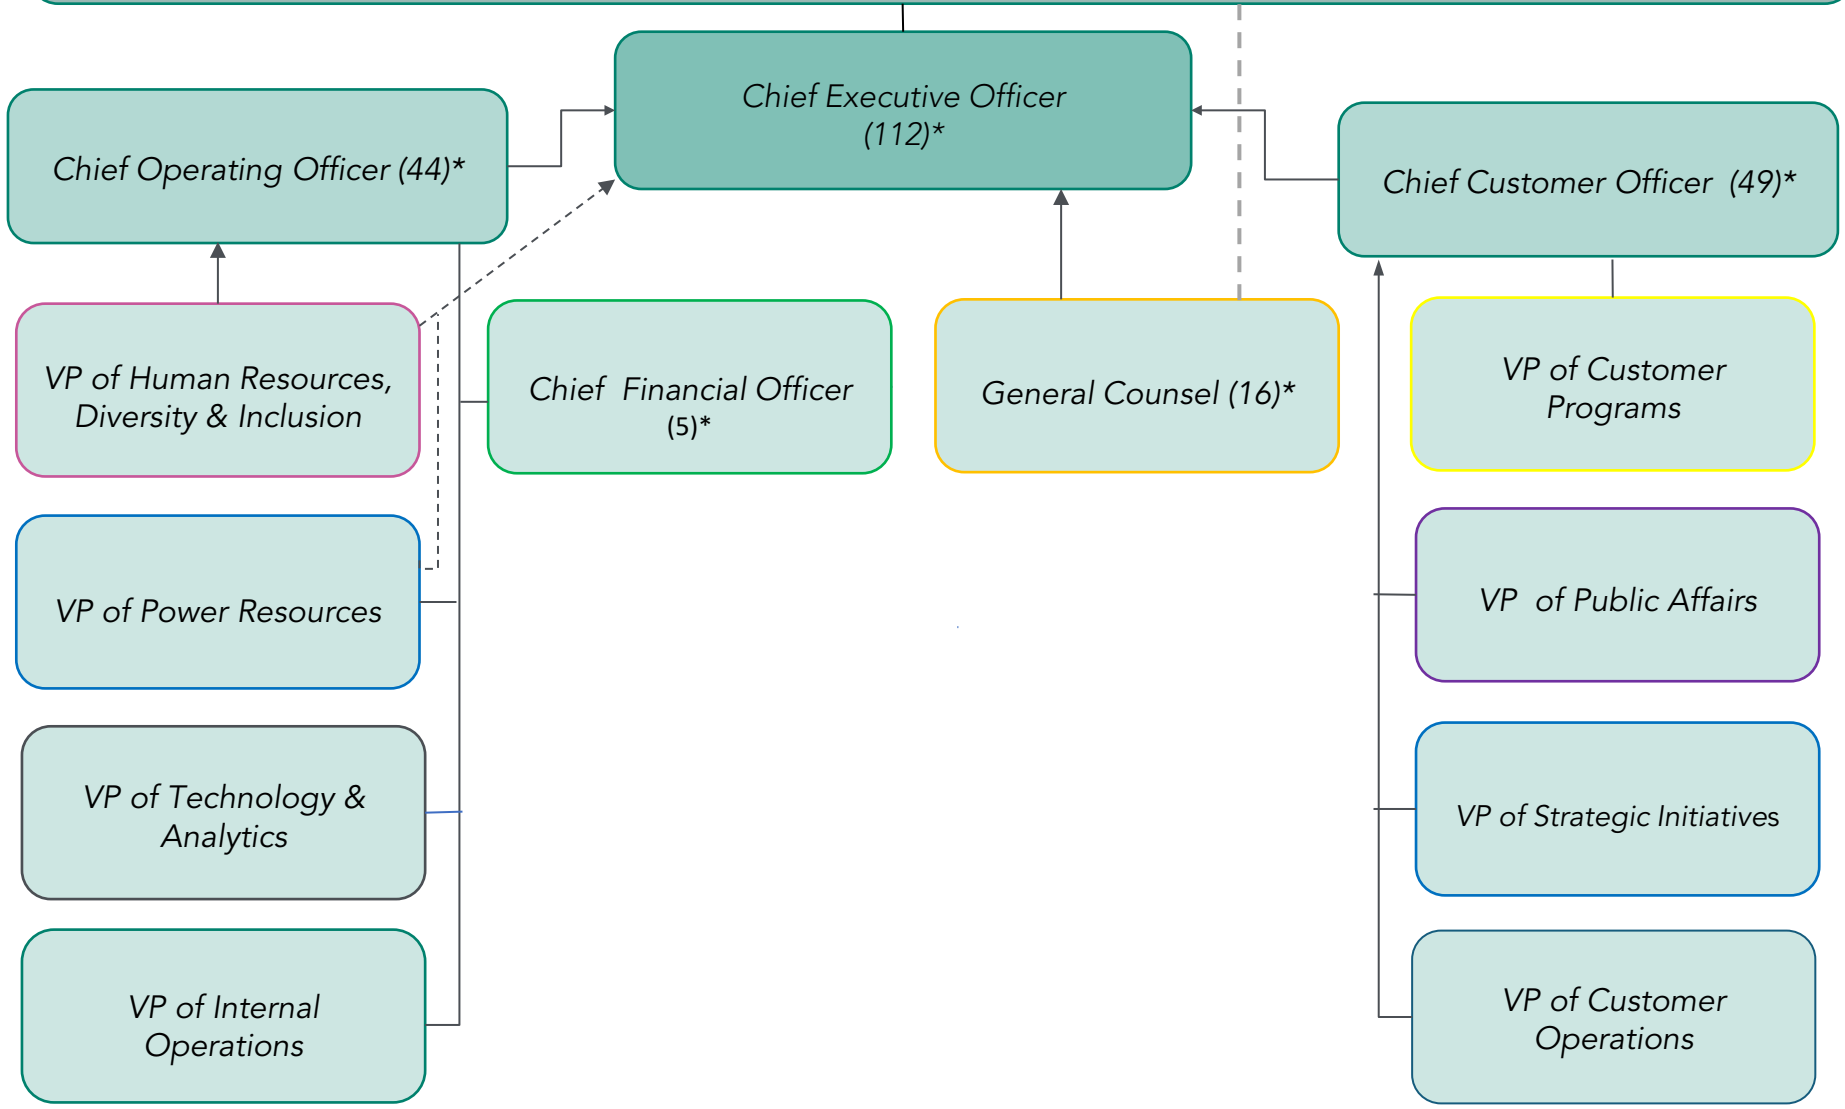 Chief Executive Officer
(112)*
Chief Operating Officer (44)*
Chief Customer Officer (49)*
VP of Human Resources,
Diversity & Inclusion
Chief Financial Officer
(5)*
General Counsel (16)*
VP of Customer
Programs
VP of Power Resources
VP of Public Affairs
VP of Technology &
Analytics
VP of Strategic Initiatives
VP of Internal
Operations
VP of Customer
Operations